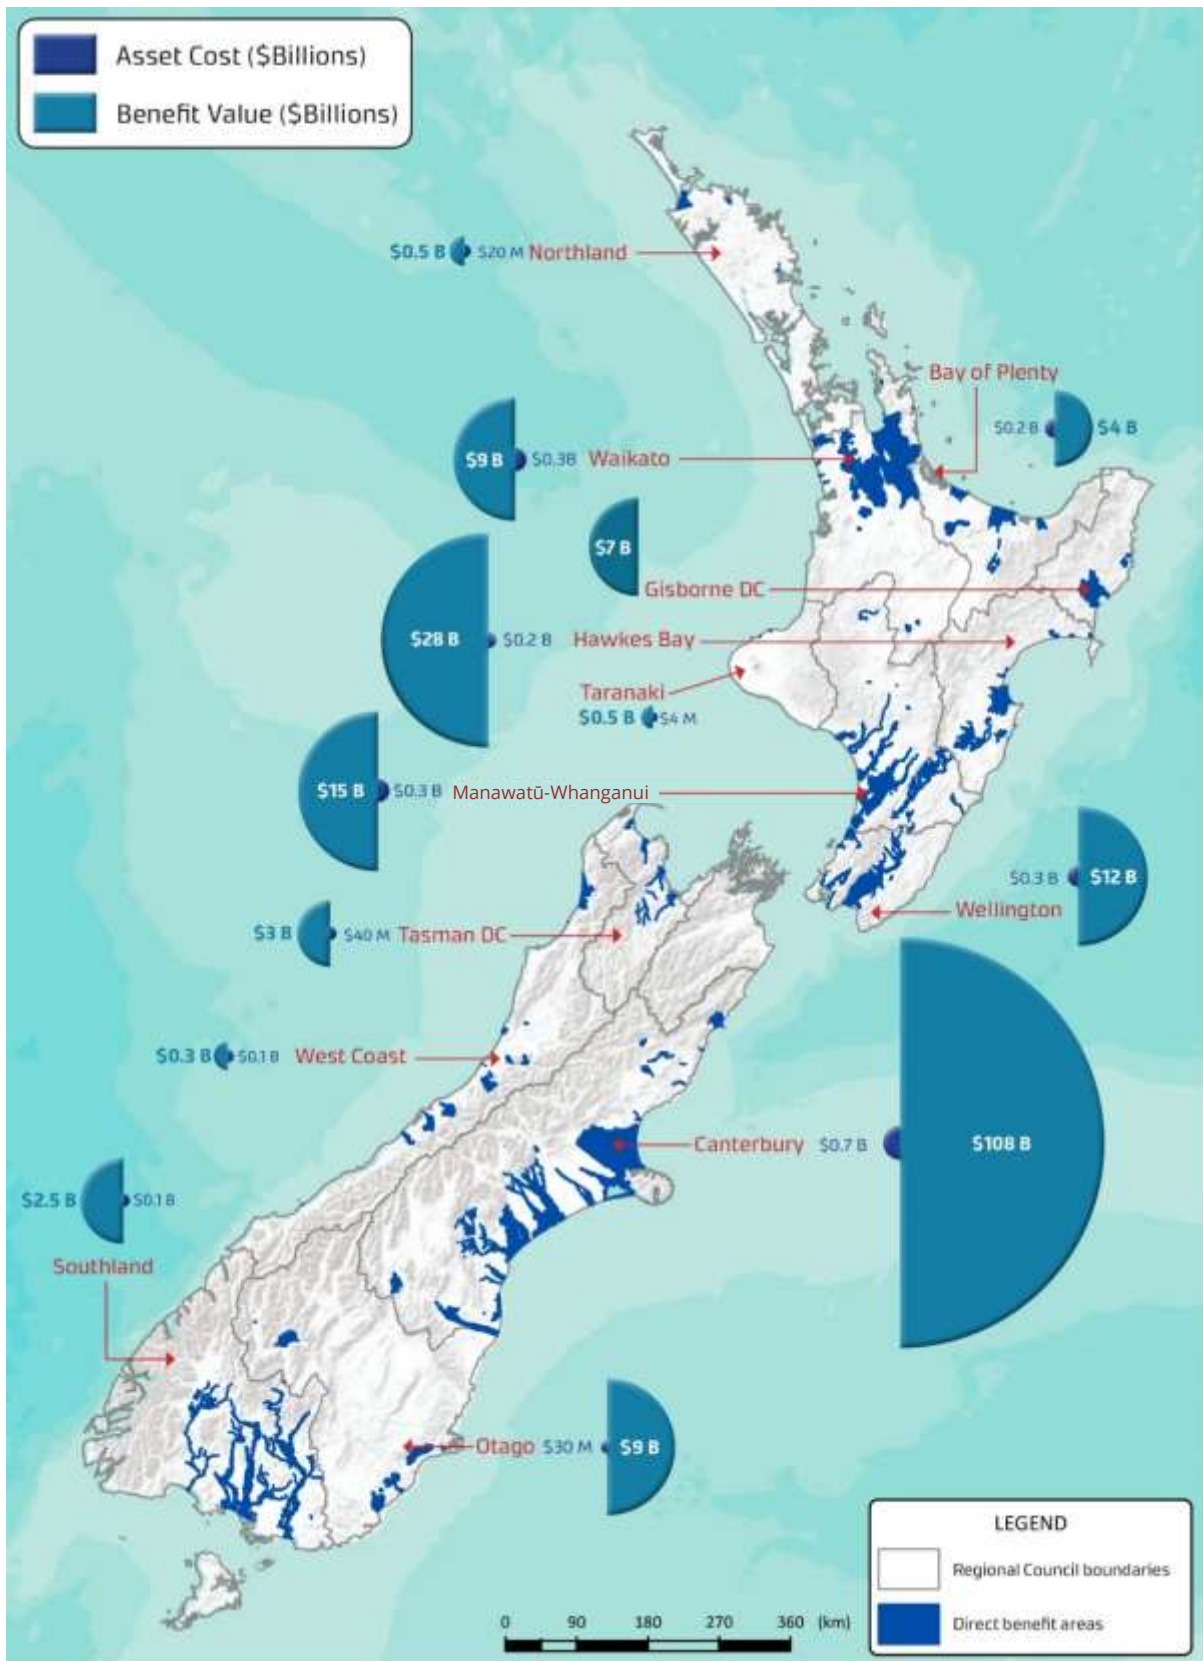 Asset Cost ($Billions)
Benefit Value ($Billions)
$0.5 B $20 M Northland
Bay of Plenty
$0.2 B $4 B
$9 B $0.3B Waikato
$7 B
Gisborne DC
$28 B $0.2 B Hawkes Bay
Taranaki
$0.5 B $4 M
$15 B $0.3 B Manawatū-Whanganui
$0.3 B $12 B
Wellington
$3 B $40 M Tasman DC
$0.3 B $0.1 B West Coast
Canterbury $0.7 B $108 B
$2.5 B $0.1 B
Southland
Otago $30 M $9 B
LEGEND
Regional Council boundaries
Direct benefit areas
0 90 180 270 360 (km)